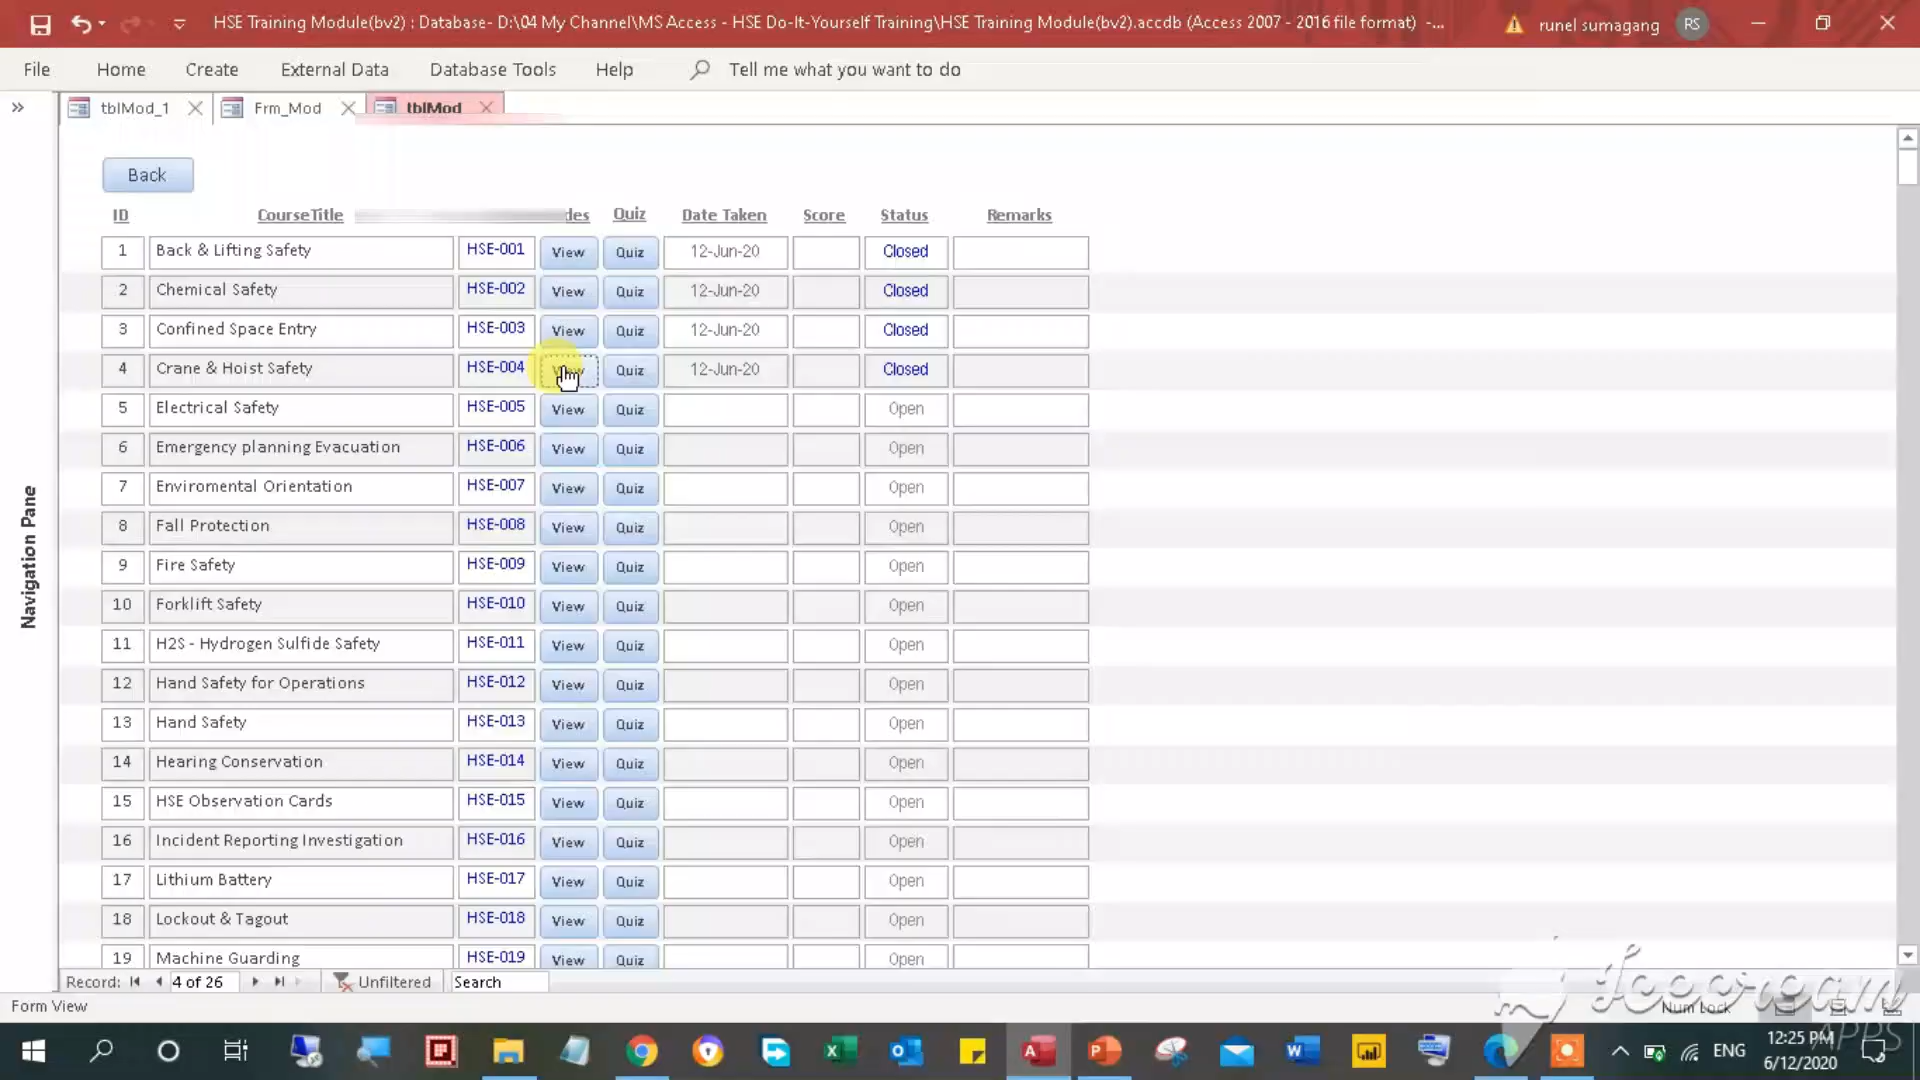 HSE Training Module(bv2) : Database- D:\04 My Channel\MS Access - HSE Do-It-Yourself Training\HSE Training Module(bv2).accdb (Access 2007 - 2016 file format) -... runel sumagang RS
File Home Create External Data Database Tools Help Tell me what you want to do
tblMod_1 Frm_Mod tblMod
Back
ID CourseTitle des Quiz Date Taken Score Status Remarks
1 Back & Lifting Safety HSE-001 View Quiz 12-Jun-20 Closed
2 Chemical Safety HSE-002 View Quiz 12-Jun-20 Closed
3 Confined Space Entry HSE-003 View Quiz 12-Jun-20 Closed
4 Crane & Hoist Safety HSE-004 View Quiz 12-Jun-20 Closed
5 Electrical Safety HSE-005 View Quiz Open
6 Emergency planning Evacuation HSE-006 View Quiz Open
7 Enviromental Orientation HSE-007 View Quiz Open
8 Fall Protection HSE-008 View Quiz Open
9 Fire Safety HSE-009 View Quiz Open
10 Forklift Safety HSE-010 View Quiz Open
11 H2S - Hydrogen Sulfide Safety HSE-011 View Quiz Open
12 Hand Safety for Operations HSE-012 View Quiz Open
13 Hand Safety HSE-013 View Quiz Open
14 Hearing Conservation HSE-014 View Quiz Open
15 HSE Observation Cards HSE-015 View Quiz Open
16 Incident Reporting Investigation HSE-016 View Quiz Open
17 Lithium Battery HSE-017 View Quiz Open
18 Lockout & Tagout HSE-018 View Quiz Open
19 Machine Guarding HSE-019 View Quiz Open
Navigation Pane
Record: 4 of 26 Unfiltered Search
Form View Num Lock
APPS
ENG 12:25 PM
6/12/2020